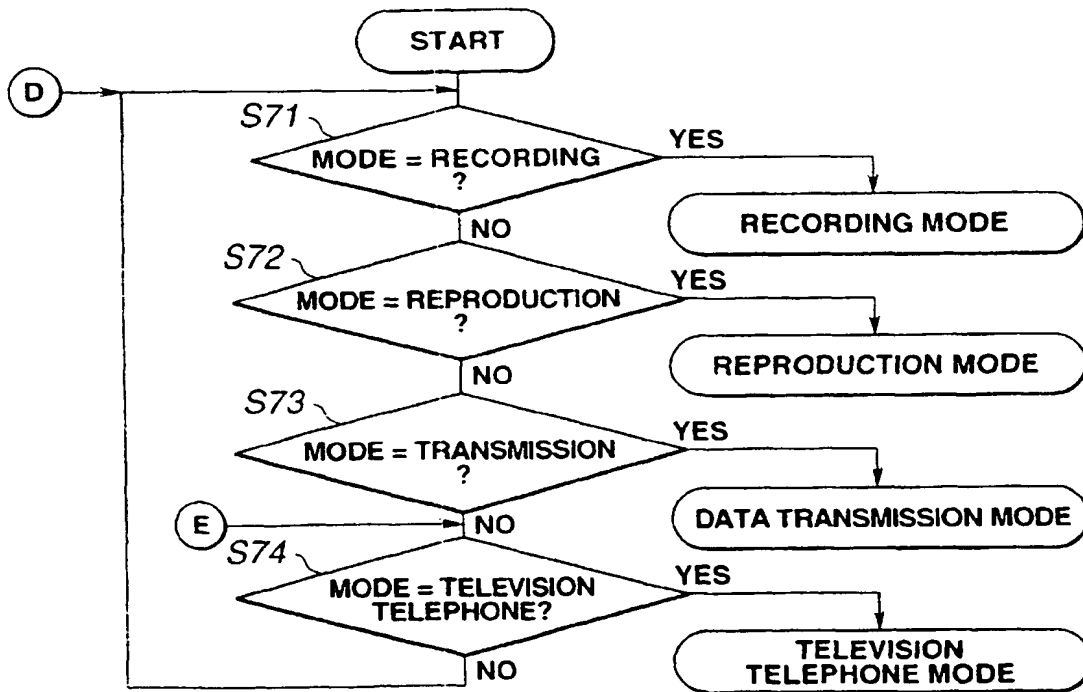 START
D
S71
MODE = RECORDING
?
YES
RECORDING MODE
NO
S72
MODE = REPRODUCTION
?
YES
REPRODUCTION MODE
NO
S73
MODE = TRANSMISSION
?
YES
DATA TRANSMISSION MODE
E
NO
S74
MODE = TELEVISION
TELEPHONE?
YES
TELEVISION
TELEPHONE MODE
NO